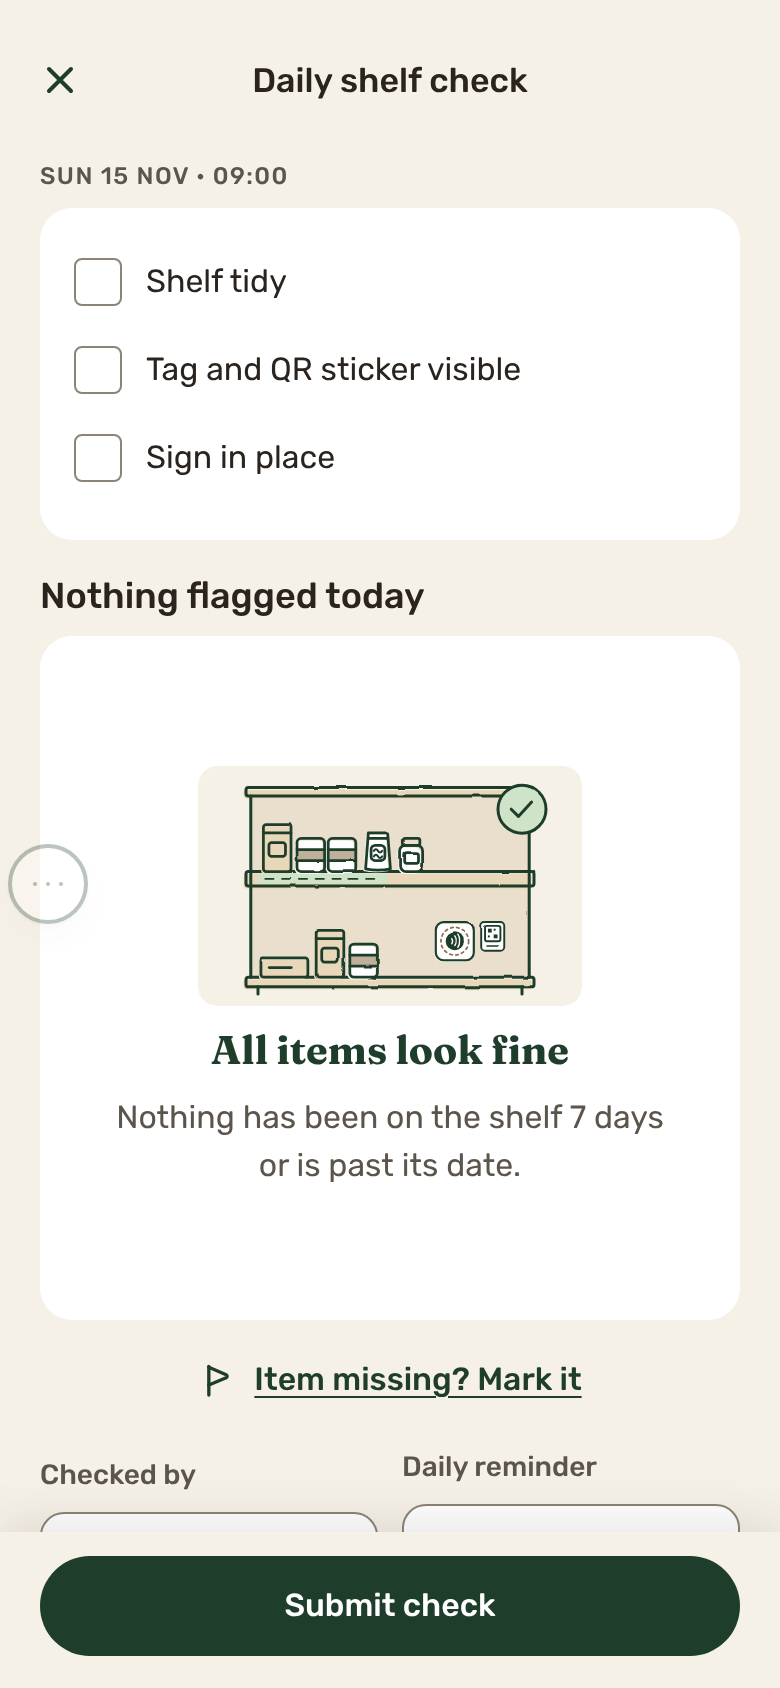 Daily shelf check
SUN 15 NOV • 09:00
Shelf tidy
Tag and QR sticker visible
Sign in place
Nothing flagged today
All items look fine
Nothing has been on the shelf 7 days
or is past its date.
Item missing? Mark it
Checked by
Daily reminder
Submit check